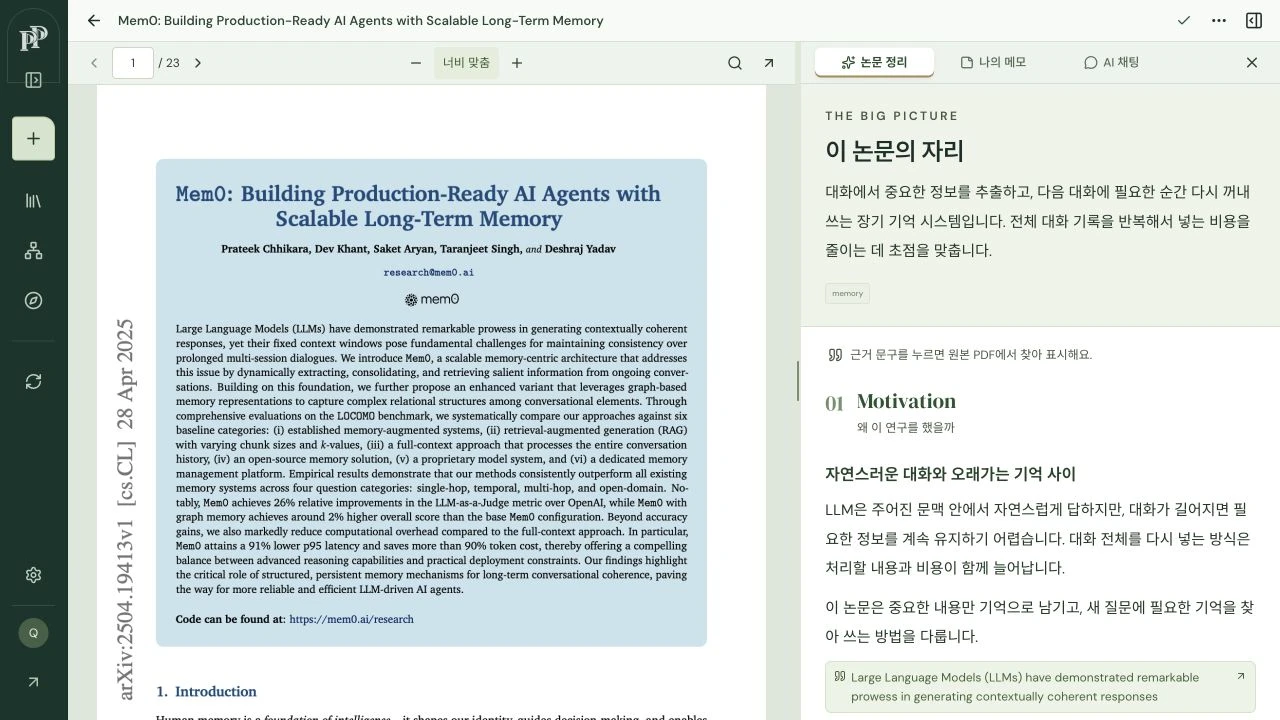 Mem0: Building Production-Ready AI Agents with Scalable Long-Term Memory
1 / 23
너비 맞춤
논문 정리
나의 메모
AI 채팅
Mem0: Building Production-Ready AI Agents with
Scalable Long-Term Memory
Prateek Chhikara, Dev Khant, Saket Aryan, Taranjeet Singh, and Deshraj Yadav
research@mem0.ai
mem0
Large Language Models (LLMs) have demonstrated remarkable prowess in generating contextually coherent
responses, yet their fixed context windows pose fundamental challenges for maintaining consistency over
prolonged multi-session dialogues. We introduce Mem0, a scalable memory-centric architecture that addresses
this issue by dynamically extracting, consolidating, and retrieving salient information from ongoing conver-
sations. Building on this foundation, we further propose an enhanced variant that leverages graph-based
memory representations to capture complex relational structures among conversational elements. Through
comprehensive evaluations on the LOCOMO benchmark, we systematically compare our approaches against six
baseline categories: (i) established memory-augmented systems, (ii) retrieval-augmented generation (RAG)
with varying chunk sizes and k-values, (iii) a full-context approach that processes the entire conversation
history, (iv) an open-source memory solution, (v) a proprietary model system, and (vi) a dedicated memory
management platform. Empirical results demonstrate that our methods consistently outperform all existing
memory systems across four question categories: single-hop, temporal, multi-hop, and open-domain. No-
tably, Mem0 achieves 26% relative improvements in the LLM-as-a-Judge metric over OpenAI, while Mem0 with
graph memory achieves around 2% higher overall score than the base Mem0 configuration. Beyond accuracy
gains, we also markedly reduce computational overhead compared to the full-context approach. In particular,
Mem0 attains a 91% lower p95 latency and saves more than 90% token cost, thereby offering a compelling
balance between advanced reasoning capabilities and practical deployment constraints. Our findings highlight
the critical role of structured, persistent memory mechanisms for long-term conversational coherence, paving
the way for more reliable and efficient LLM-driven AI agents.
Code can be found at: https://mem0.ai/research
arXiv:2504.19413v1 [cs.CL] 28 Apr 2025
1. Introduction
Human memory is a foundation of intelligence—it shapes our identity, guides decision-making, and enables
THE BIG PICTURE
이 논문의 자리
대화에서 중요한 정보를 추출하고, 다음 대화에 필요한 순간 다시 꺼내
쓰는 장기 기억 시스템입니다. 전체 대화 기록을 반복해서 넣는 비용을
줄이는 데 초점을 맞춥니다.
memory
근거 문구를 누르면 원본 PDF에서 찾아 표시해요.
01 Motivation
왜 이 연구를 했을까
자연스러운 대화와 오래가는 기억 사이
LLM은 주어진 문맥 안에서 자연스럽게 답하지만, 대화가 길어지면 필
요한 정보를 계속 유지하기 어렵습니다. 대화 전체를 다시 넣는 방식은
처리할 내용과 비용이 함께 늘어납니다.
이 논문은 중요한 내용만 기억으로 남기고, 새 질문에 필요한 기억을 찾
아 쓰는 방법을 다룹니다.
Large Language Models (LLMs) have demonstrated remarkable
prowess in generating contextually coherent responses
Q